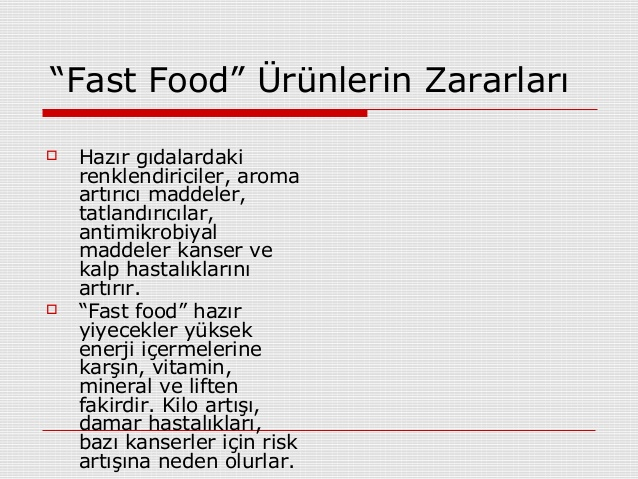 “Fast Food” Ürünlerin Zararları
Hazır gıdalardaki
renklendiriciler, aroma
artırıcı maddeler,
tatlandırıcılar,
antimikrobiyal
maddeler kanser ve
kalp hastalıklarını
artırır.
“Fast food” hazır
yiyecekler yüksek
enerji içermelerine
karşın, vitamin,
mineral ve liften
fakirdir. Kilo artışı,
damar hastalıkları,
bazı kanserler için risk
artışına neden olurlar.